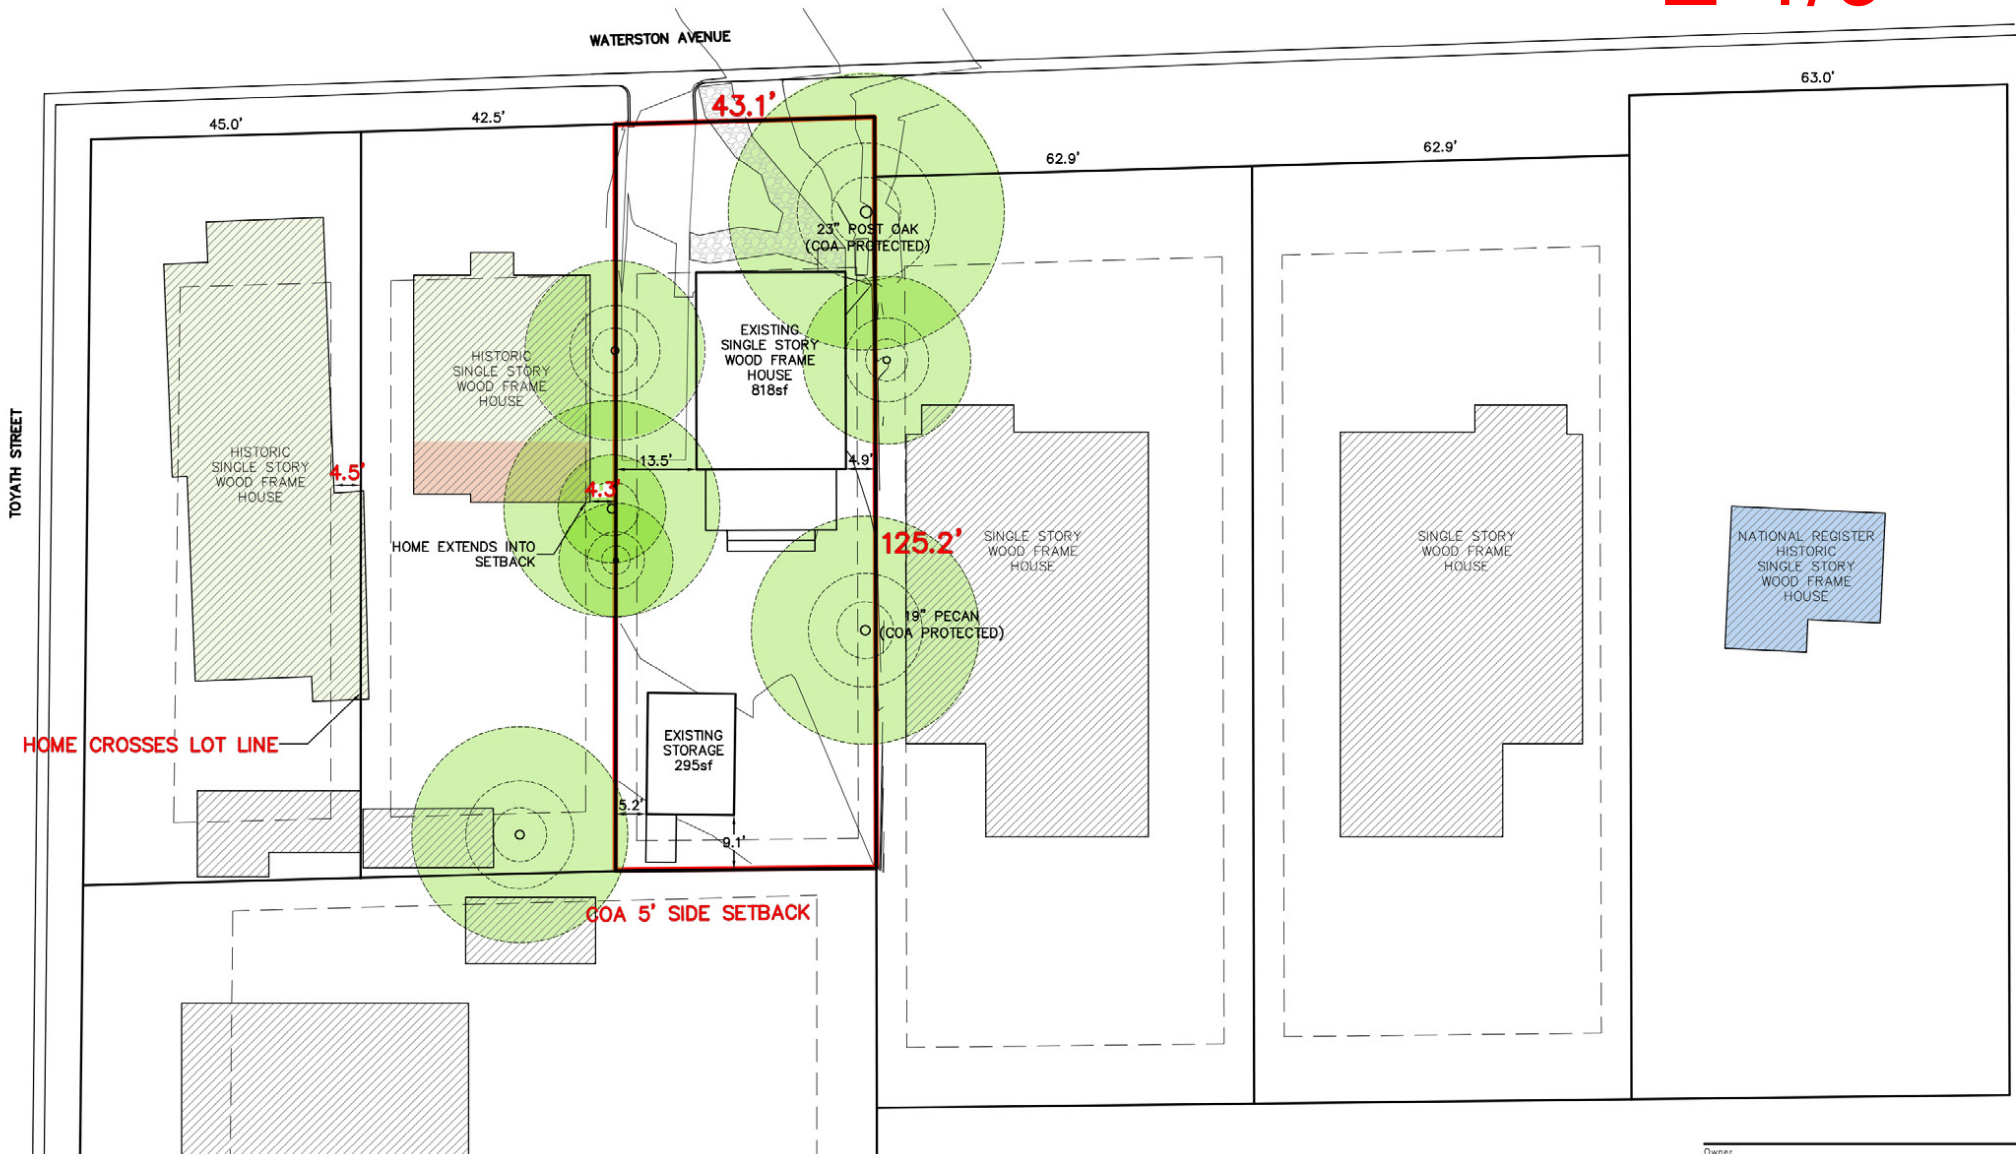 WATERSTON AVENUE
63.0'
43.1'
45.0'
42.5'
62.9'
62.9'
23" POST OAK
(COA PROTECTED)
EXISTING
SINGLE STORY
WOOD FRAME
HOUSE
818sf
HISTORIC
SINGLE STORY
WOOD FRAME
HOUSE
TOYATH STREET
HISTORIC
SINGLE STORY
WOOD FRAME
HOUSE
4.5'
13.5'
4.9'
4.3'
HOME EXTENDS INTO
SETBACK
125.2'
SINGLE STORY
WOOD FRAME
HOUSE
SINGLE STORY
WOOD FRAME
HOUSE
NATIONAL REGISTER
HISTORIC
SINGLE STORY
WOOD FRAME
HOUSE
19" PECAN
(COA PROTECTED)
HOME CROSSES LOT LINE
EXISTING
STORAGE
295sf
5.2'
9.1'
COA 5' SIDE SETBACK
Owner